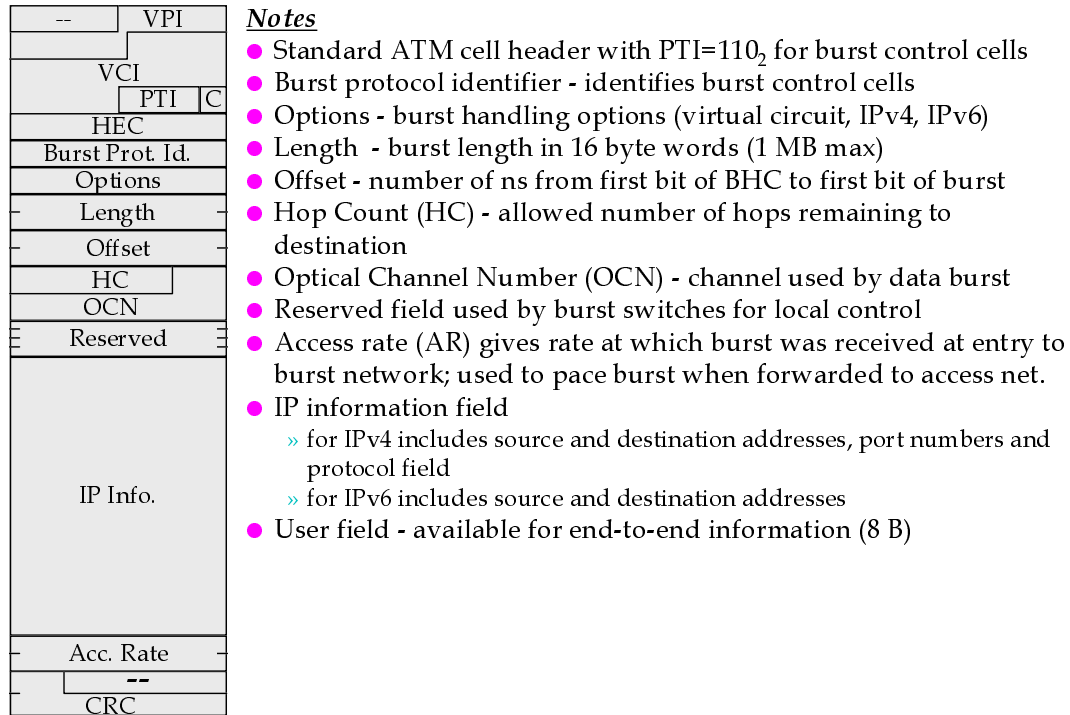 -- VPI
VCI
PTI C
HEC
Burst Prot. Id.
Options
Length
Offset
HC
OCN
Reserved
IP Info.
Acc. Rate
--
CRC
Notes
● Standard ATM cell header with PTI=110₂ for burst control cells
● Burst protocol identifier - identifies burst control cells
● Options - burst handling options (virtual circuit, IPv4, IPv6)
● Length - burst length in 16 byte words (1 MB max)
● Offset - number of ns from first bit of BHC to first bit of burst
● Hop Count (HC) - allowed number of hops remaining to
destination
● Optical Channel Number (OCN) - channel used by data burst
● Reserved field used by burst switches for local control
● Access rate (AR) gives rate at which burst was received at entry to
burst network; used to pace burst when forwarded to access net.
● IP information field
» for IPv4 includes source and destination addresses, port numbers and
protocol field
» for IPv6 includes source and destination addresses
● User field - available for end-to-end information (8 B)